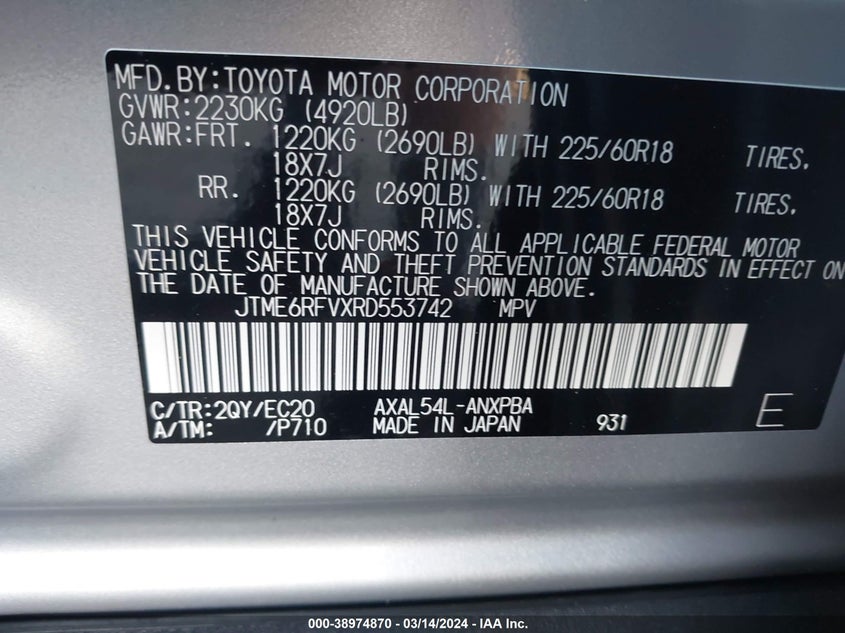 MFD.BY:TOYOTA MOTOR CORPORATION
GVWR:2230KG (4920LB)
GAWR:FRT. 1220KG (2690LB) WITH 225/60R18 TIRES.
18X7J RIMS.
RR. 1220KG (2690LB) WITH 225/60R18 TIRES.
18X7J RIMS.
THIS VEHICLE CONFORMS TO ALL APPLICABLE FEDERAL MOTOR
VEHICLE SAFETY AND THEFT PREVENTION STANDARDS IN EFFECT ON
THE DATE OF MANUFACTURE SHOWN ABOVE.
JTME6RFVXRD553742 MPV
C/TR:2QY/EC20 AXAL54L-ANXPBA
A/TM: /P710 MADE IN JAPAN 931 E
000-38974870 - 03/14/2024 - IAA Inc.